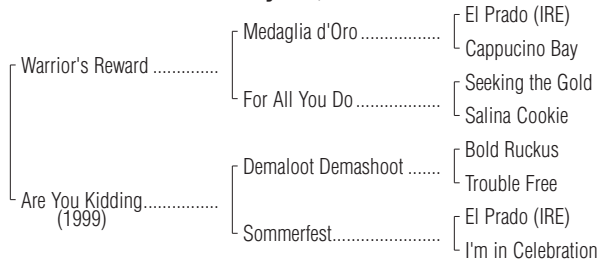 El Prado (IRE)
Medaglia d'Oro..................
Cappucino Bay
Warrior's Reward ..............
Seeking the Gold
For All You Do...................
Salina Cookie
Bold Ruckus
Demaloot Demashoot .......
Trouble Free
Are You Kidding................
(1999)
El Prado (IRE)
Sommerfest.......................
I'm in Celebration